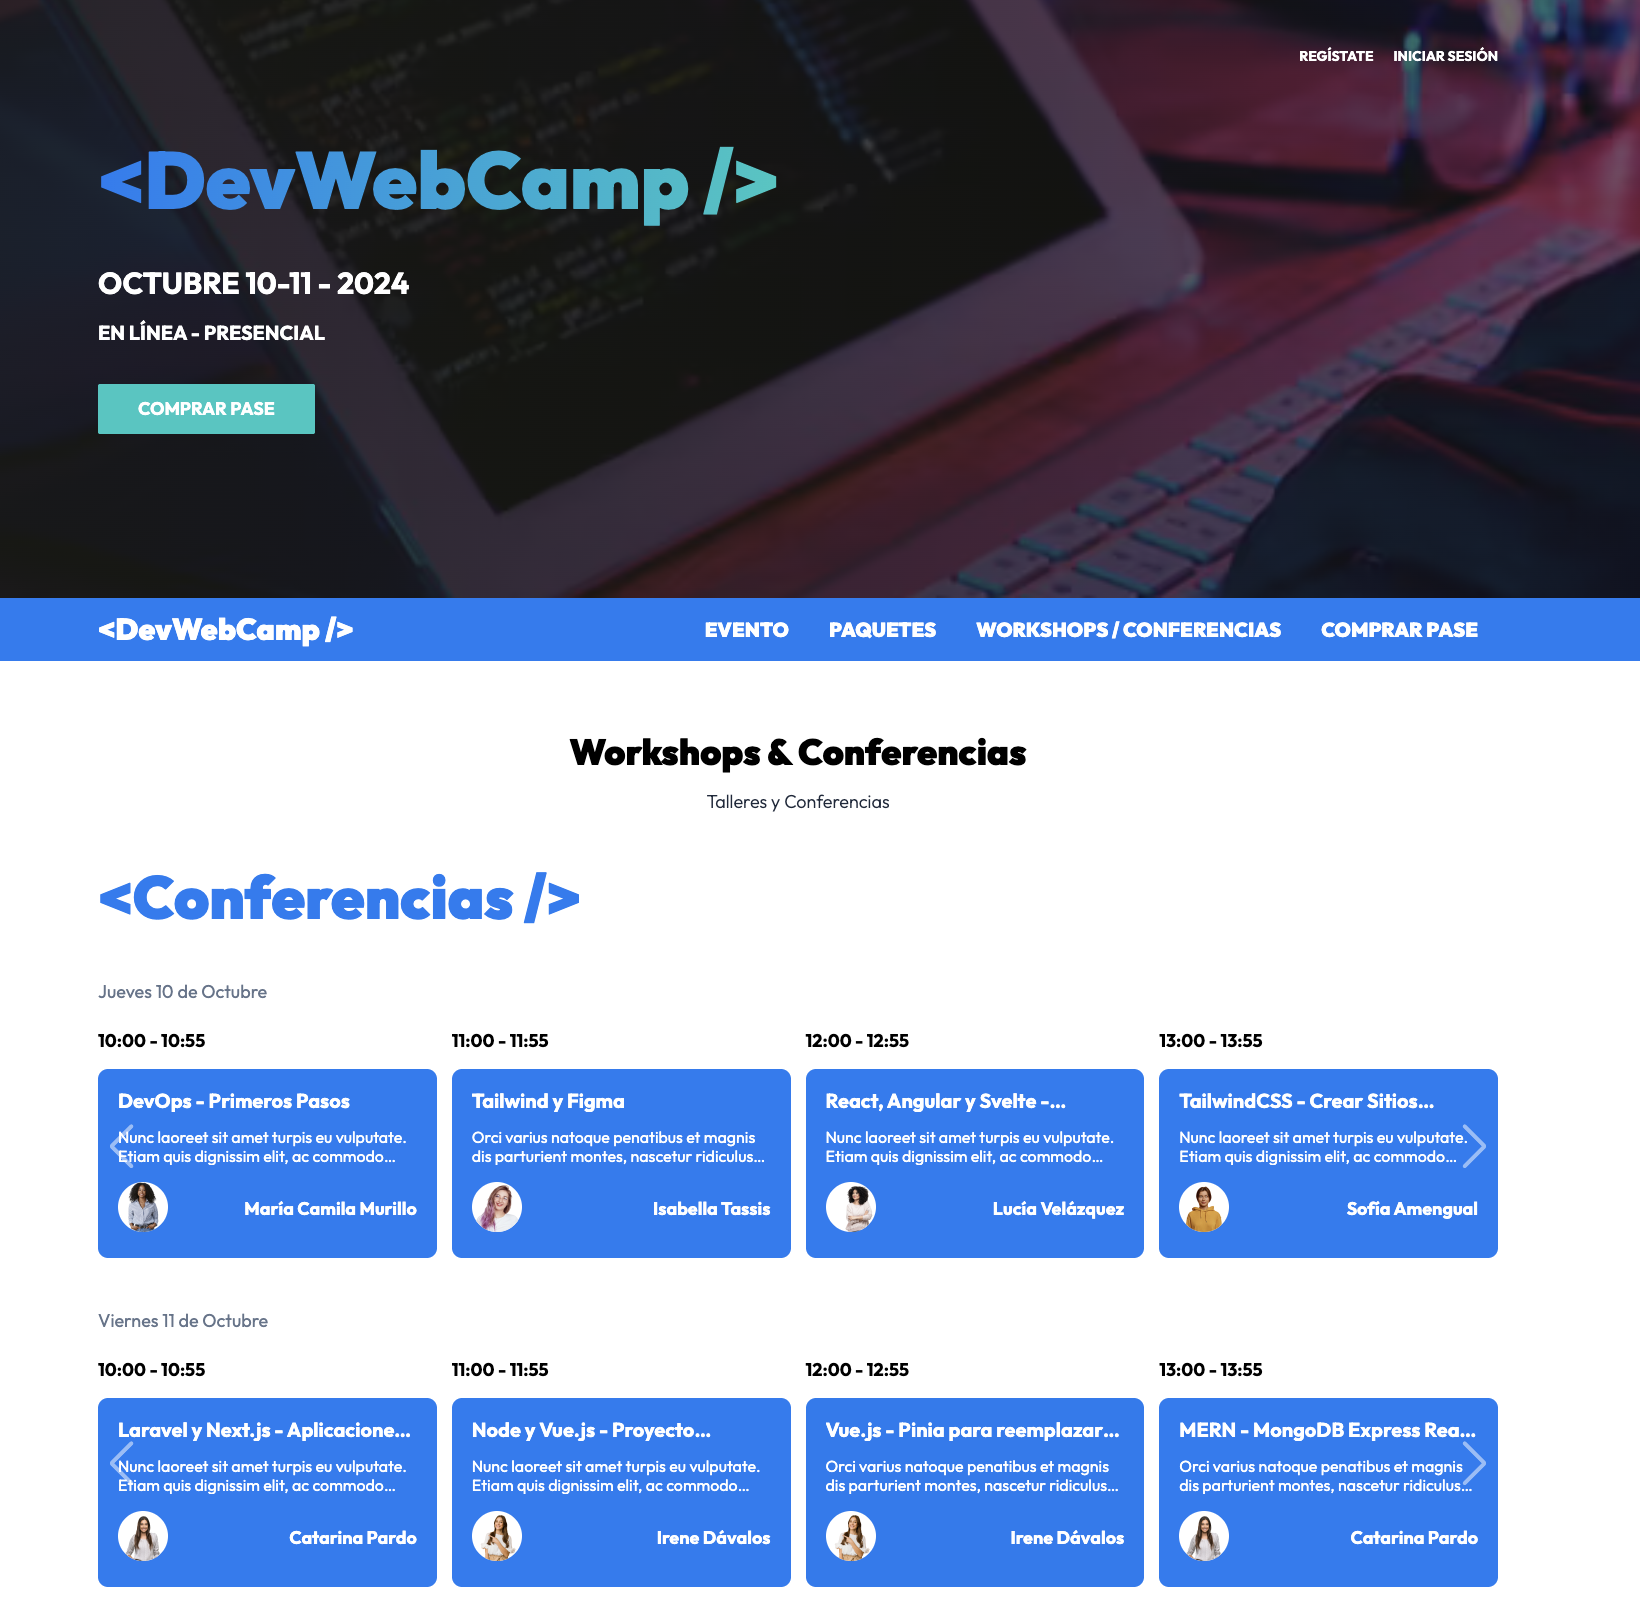 REGÍSTATE INICIAR SESIÓN
<DevWebCamp />
OCTUBRE 10-11 - 2024
EN LÍNEA - PRESENCIAL
COMPRAR PASE
<DevWebCamp /> EVENTO PAQUETES WORKSHOPS / CONFERENCIAS COMPRAR PASE
Workshops & Conferencias
Talleres y Conferencias
<Conferencias />
Jueves 10 de Octubre
10:00 - 10:55
DevOps - Primeros Pasos
Nunc laoreet sit amet turpis eu vulputate.
Etiam quis dignissim elit, ac commodo...
María Camila Murillo
11:00 - 11:55
Tailwind y Figma
Orci varius natoque penatibus et magnis
dis parturient montes, nascetur ridiculus...
Isabella Tassis
12:00 - 12:55
React, Angular y Svelte -...
Nunc laoreet sit amet turpis eu vulputate.
Etiam quis dignissim elit, ac commodo...
Lucía Velázquez
13:00 - 13:55
TailwindCSS - Crear Sitios...
Nunc laoreet sit amet turpis eu vulputate.
Etiam quis dignissim elit, ac commodo...
Sofía Amengual
Viernes 11 de Octubre
10:00 - 10:55
Laravel y Next.js - Aplicacione...
Nunc laoreet sit amet turpis eu vulputate.
Etiam quis dignissim elit, ac commodo...
Catarina Pardo
11:00 - 11:55
Node y Vue.js - Proyecto...
Nunc laoreet sit amet turpis eu vulputate.
Etiam quis dignissim elit, ac commodo...
Irene Dávalos
12:00 - 12:55
Vue.js - Pinia para reemplazar...
Orci varius natoque penatibus et magnis
dis parturient montes, nascetur ridiculus...
Irene Dávalos
13:00 - 13:55
MERN - MongoDB Express Rea...
Orci varius natoque penatibus et magnis
dis parturient montes, nascetur ridiculus...
Catarina Pardo